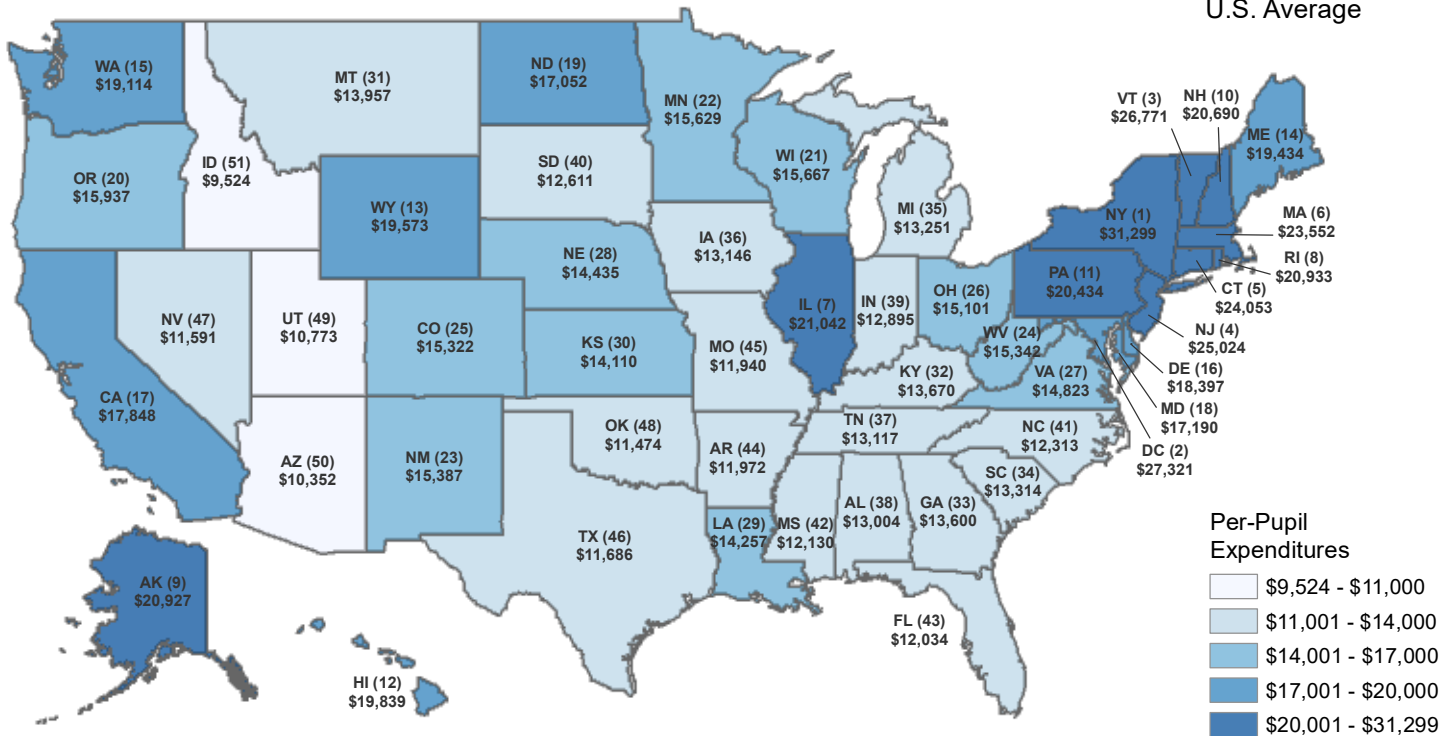 U.S. Average
WA (15)
$19,114
MT (31)
$13,957
ND (19)
$17,052
MN (22)
$15,629
VT (3)
$26,771
NH (10)
$20,690
ME (14)
$19,434
OR (20)
$15,937
ID (51)
$9,524
SD (40)
$12,611
WI (21)
$15,667
WY (13)
$19,573
MI (35)
$13,251
NY (1)
$31,299
MA (6)
$23,552
RI (8)
$20,933
CT (5)
$24,053
NE (28)
$14,435
IA (36)
$13,146
PA (11)
$20,434
NV (47)
$11,591
UT (49)
$10,773
CO (25)
$15,322
KS (30)
$14,110
MO (45)
$11,940
IL (7)
$21,042
IN (39)
$12,895
OH (26)
$15,101
WV (24)
$15,342
NJ (4)
$25,024
DE (16)
$18,397
MD (18)
$17,190
DC (2)
$27,321
KY (32)
$13,670
VA (27)
$14,823
CA (17)
$17,848
AZ (50)
$10,352
NM (23)
$15,387
OK (48)
$11,474
AR (44)
$11,972
TN (37)
$13,117
NC (41)
$12,313
SC (34)
$13,314
TX (46)
$11,686
LA (29)
$14,257
MS (42)
$12,130
AL (38)
$13,004
GA (33)
$13,600
FL (43)
$12,034
AK (9)
$20,927
HI (12)
$19,839
Per-Pupil
Expenditures
$9,524 - $11,000
$11,001 - $14,000
$14,001 - $17,000
$17,001 - $20,000
$20,001 - $31,299